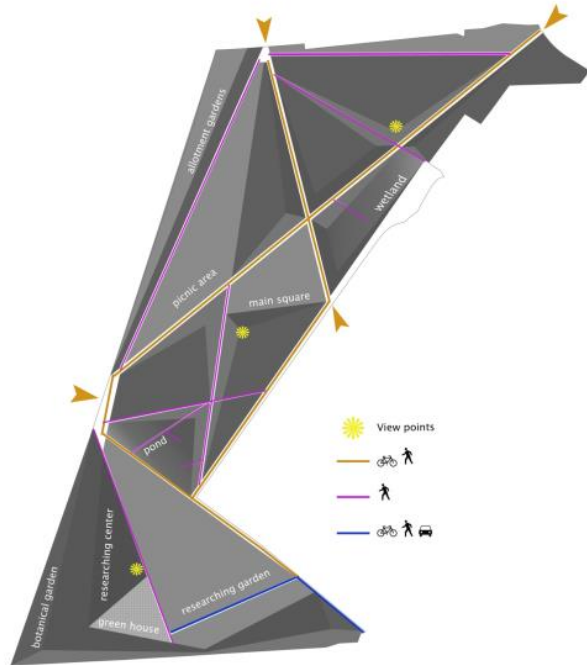 allotment gardens
wetland
picnic area
main square
pond
View points
researching center
botanical garden
researching garden
green house